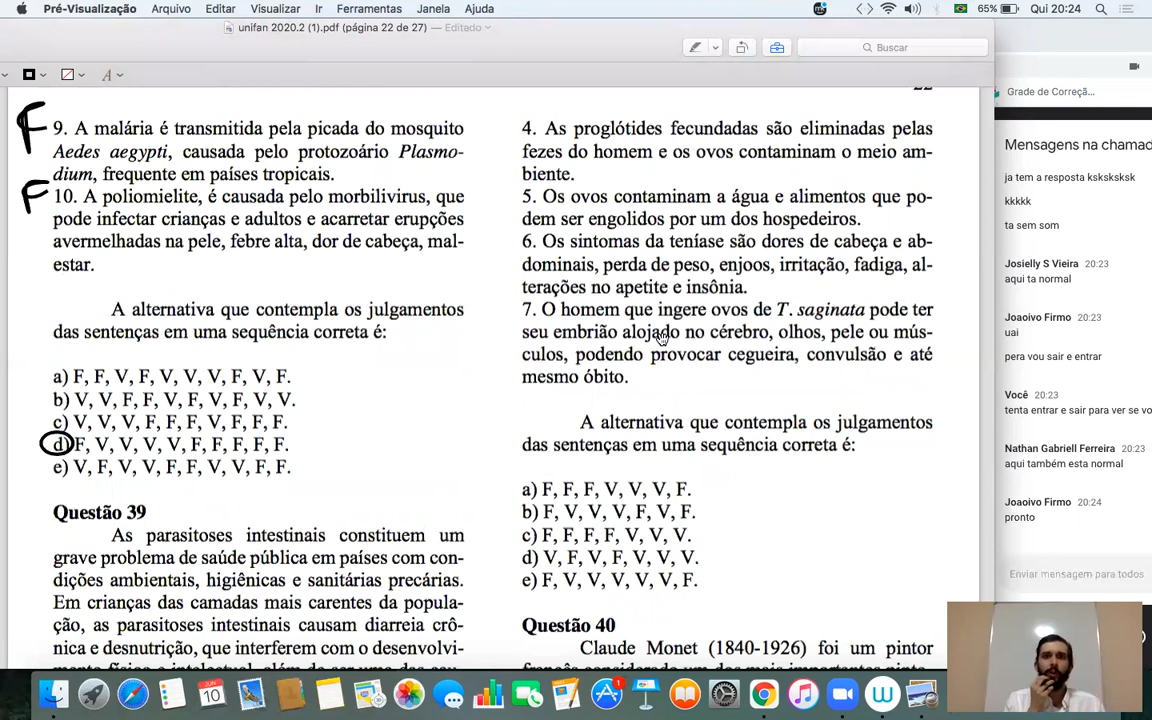 Pré-Visualização Arquivo Editar Visualizar Ir Ferramentas Janela Ajuda 65% Qui 20:24
unifan 2020.2 (1).pdf (página 22 de 27) — Editado
Buscar
Grade de Correçã...
22
F
9. A malária é transmitida pela picada do mosquito
Aedes aegypti, causada pelo protozoário Plasmo-
dium, frequente em países tropicais.
F
10. A poliomielite, é causada pelo morbilivirus, que
pode infectar crianças e adultos e acarretar erupções
avermelhadas na pele, febre alta, dor de cabeça, mal-
estar.
A alternativa que contempla os julgamentos
das sentenças em uma sequência correta é:
a) F, F, V, F, V, V, V, F, V, F.
b) V, V, F, F, V, F, V, F, V, V.
c) V, V, V, F, F, F, V, F, F, F.
d) F, V, V, V, V, F, F, F, F, F.
e) V, F, V, V, F, F, V, V, F, F.
Questão 39
As parasitoses intestinais constituem um
grave problema de saúde pública em países com con-
dições ambientais, higiênicas e sanitárias precárias.
Em crianças das camadas mais carentes da popula-
ção, as parasitoses intestinais causam diarreia crô-
nica e desnutrição, que interferem com o desenvolvi-
4. As proglótides fecundadas são eliminadas pelas
fezes do homem e os ovos contaminam o meio am-
biente.
5. Os ovos contaminam a água e alimentos que po-
dem ser engolidos por um dos hospedeiros.
6. Os sintomas da teníase são dores de cabeça e ab-
dominais, perda de peso, enjoos, irritação, fadiga, al-
terações no apetite e insônia.
7. O homem que ingere ovos de T. saginata pode ter
seu embrião alojado no cérebro, olhos, pele ou mús-
culos, podendo provocar cegueira, convulsão e até
mesmo óbito.
A alternativa que contempla os julgamentos
das sentenças em uma sequência correta é:
a) F, F, F, V, V, V, F.
b) F, V, V, V, F, V, F.
c) F, F, F, F, V, V, V.
d) V, F, V, F, V, V, V.
e) F, V, V, V, V, V, F.
Questão 40
Claude Monet (1840-1926) foi um pintor
Mensagens na chamad
ja tem a resposta ksksksksk
kkkkk
ta sem som
Josielly S Vieira 20:23
aqui ta normal
Joaoivo Firmo 20:23
uai
pera vou sair e entrar
Você 20:23
tenta entrar e sair para ver se vo
Nathan Gabriell Ferreira 20:23
aqui também esta normal
Joaoivo Firmo 20:24
pronto
Enviar mensagem para todos
JUN
10
1